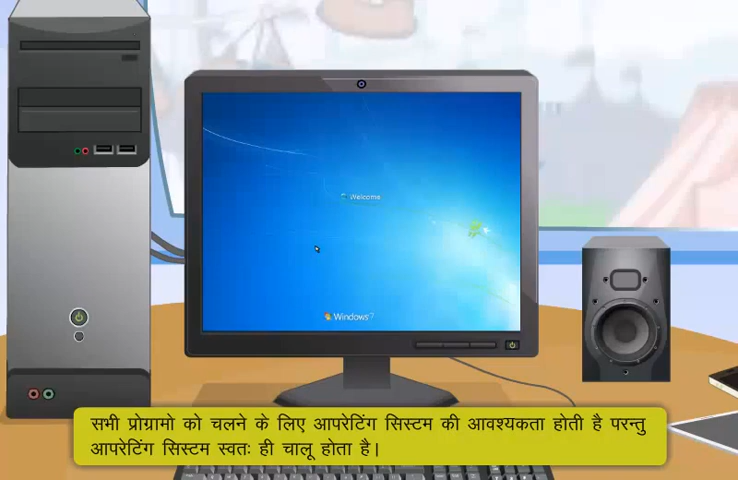 Welcome
Windows 7
सभी प्रोग्रामो को चलने के लिए आपरेटिंग सिस्टम की आवश्यकता होती है परन्तु
आपरेटिंग सिस्टम स्वतः ही चालू होता है।